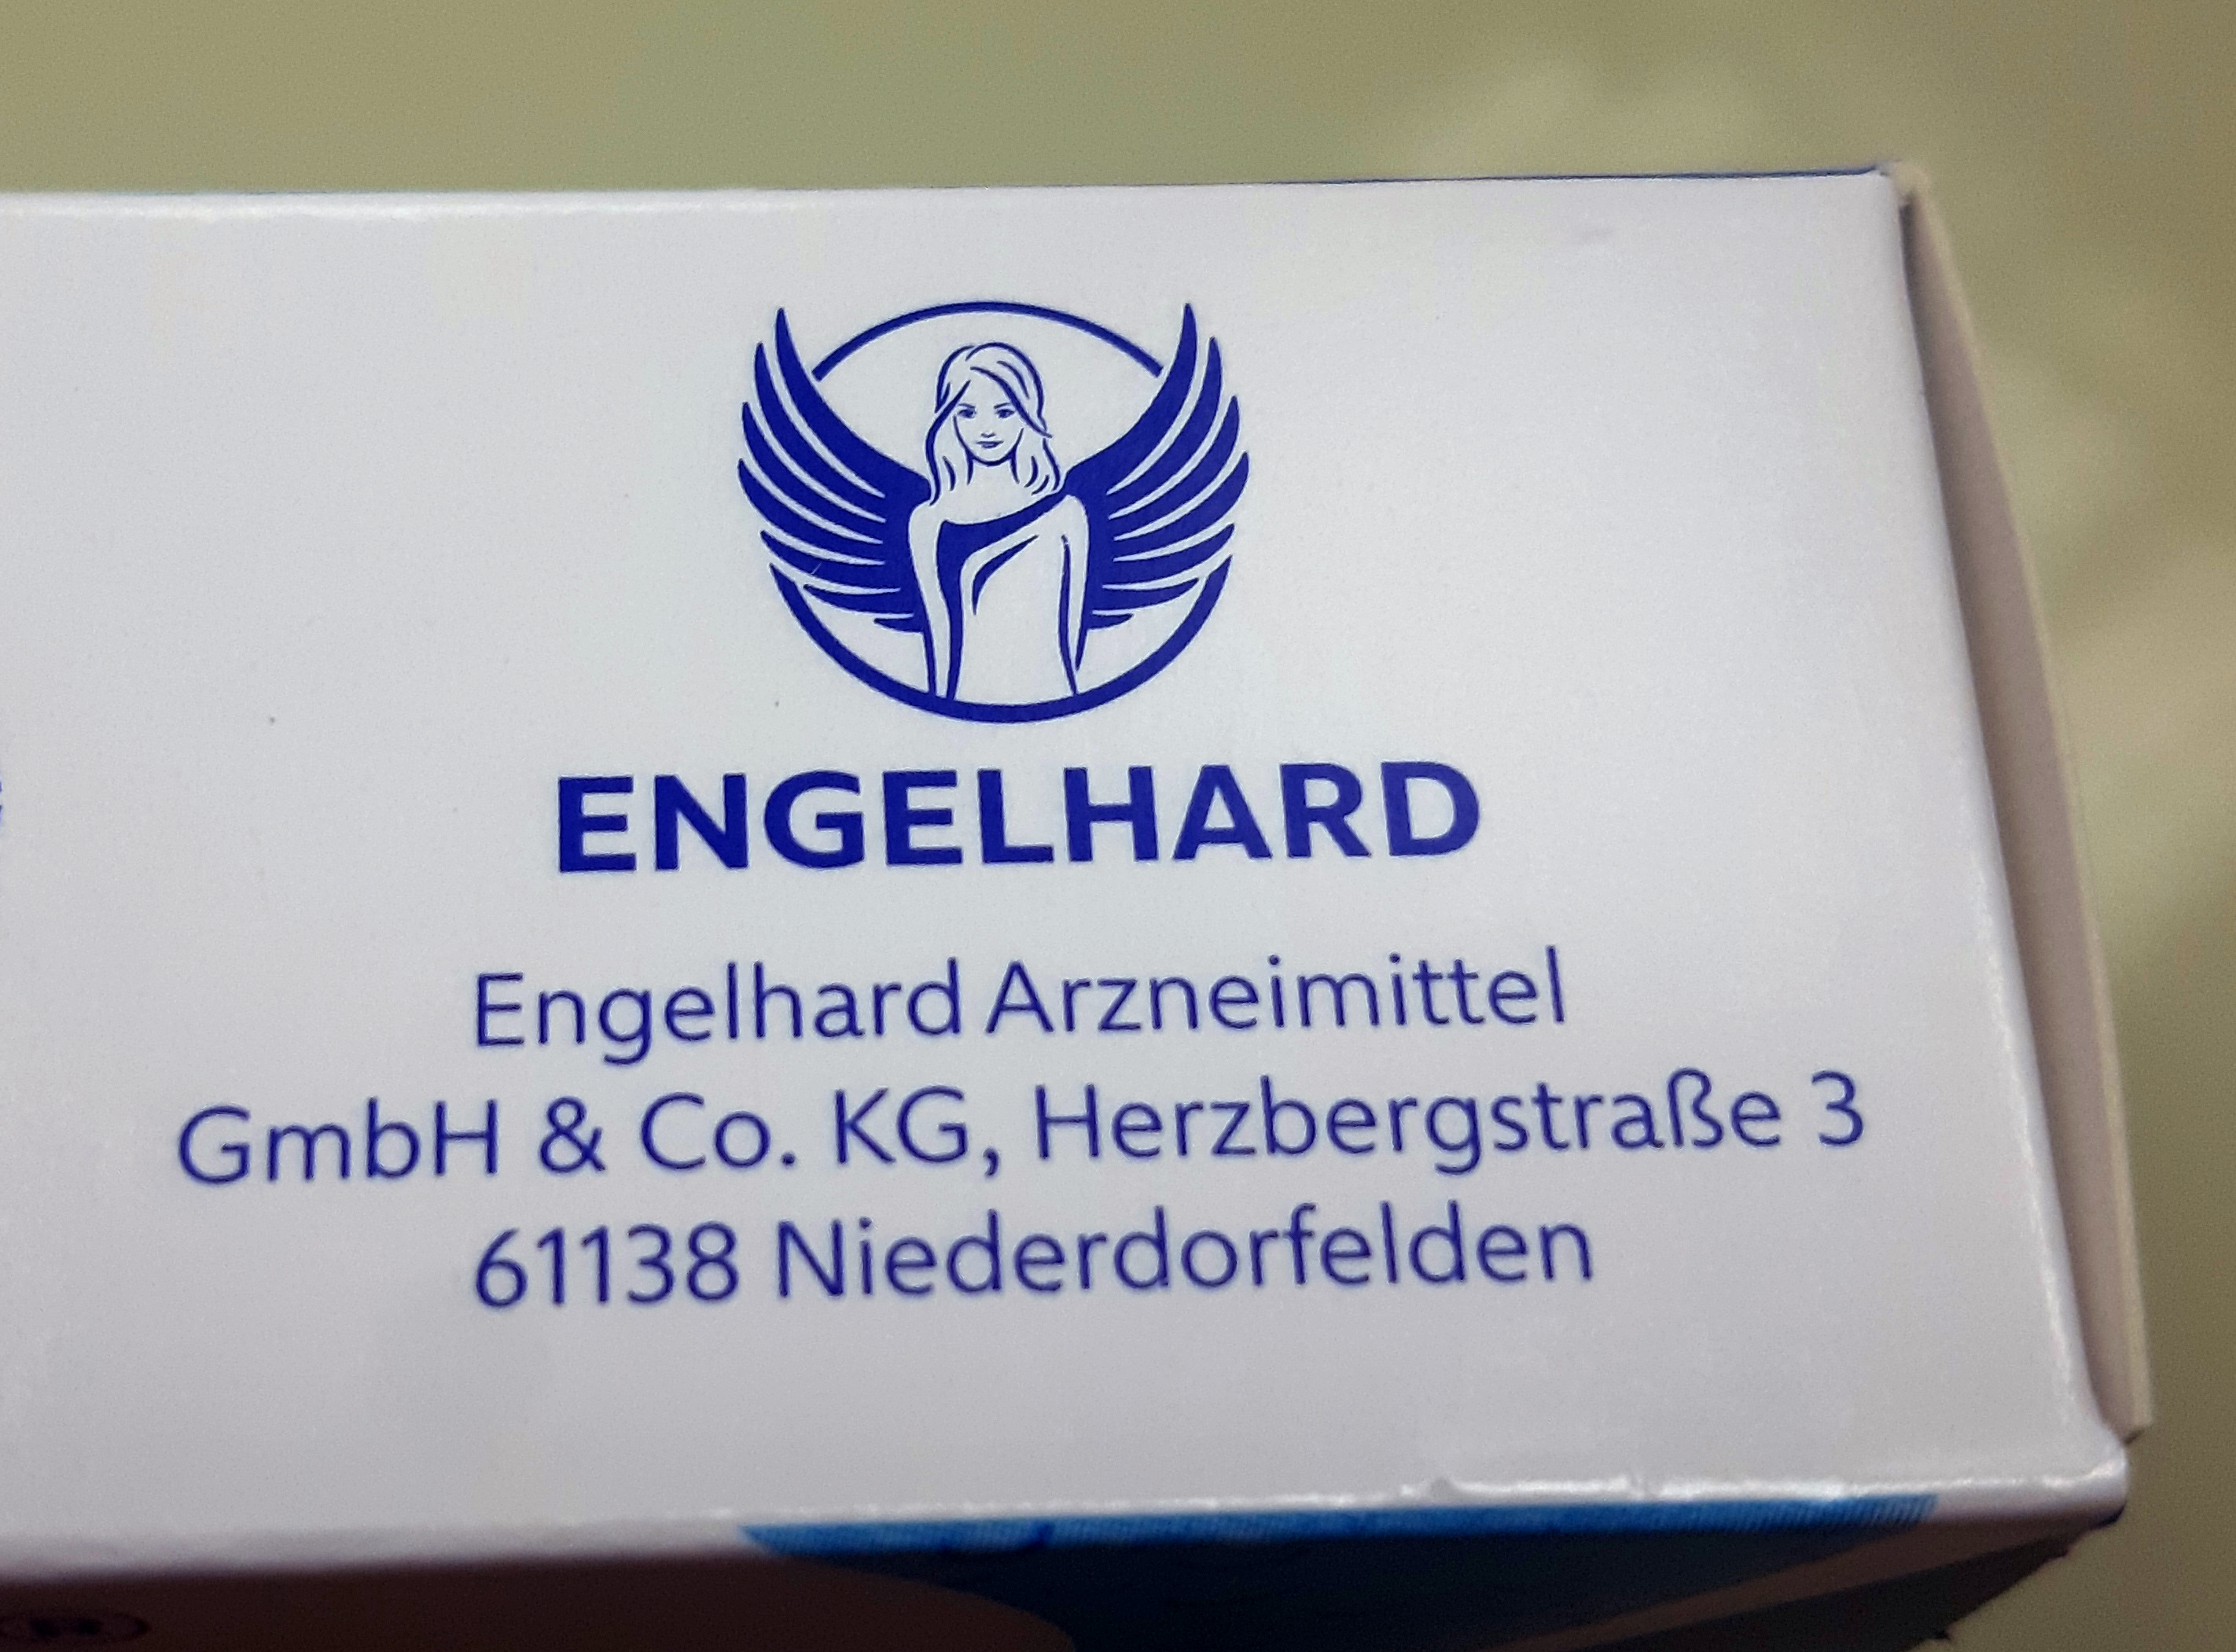 ENGELHARD
Engelhard Arzneimittel
GmbH & Co. KG, Herzbergstraße 3
61138 Niederdorfelden